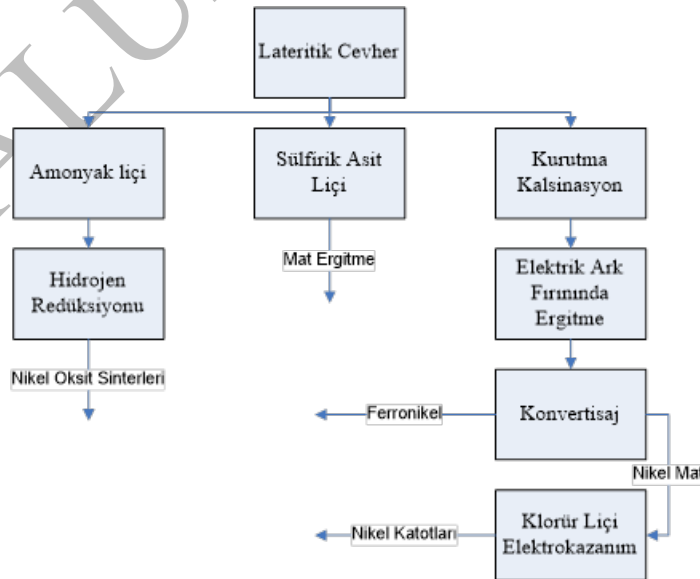 Lateritik Cevher
Amonyak liçi
Sülfirik Asit
Liçi
Kurutma
Kalsinasyon
Mat Ergitme
Hidrojen
Redüksiyonu
Elektrik Ark
Fırınında
Ergitme
Nikel Oksit Sinterleri
Ferronikel
Konvertisaj
Nikel Mat
Nikel Katotları
Klorür Liçi
Elektrokazanım